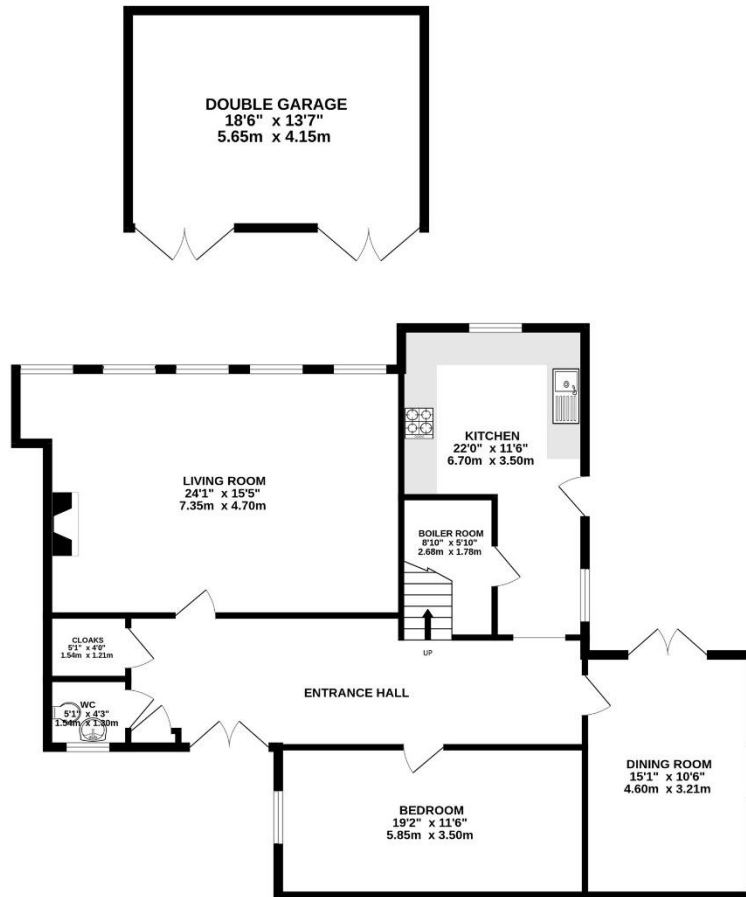 DOUBLE GARAGE
18'6" x 13'7"
5.65m x 4.15m
KITCHEN
22'0" x 11'6"
6.70m x 3.50m
LIVING ROOM
24'1" x 15'5"
7.35m x 4.70m
BOILER ROOM
8'10" x 5'10"
2.68m x 1.78m
CLOAKS
5'1" x 4'0"
1.54m x 1.21m
UP
ENTRANCE HALL
WC
5'1" x 4'3"
1.54m x 1.30m
DINING ROOM
15'1" x 10'6"
4.60m x 3.21m
BEDROOM
19'2" x 11'6"
5.85m x 3.50m